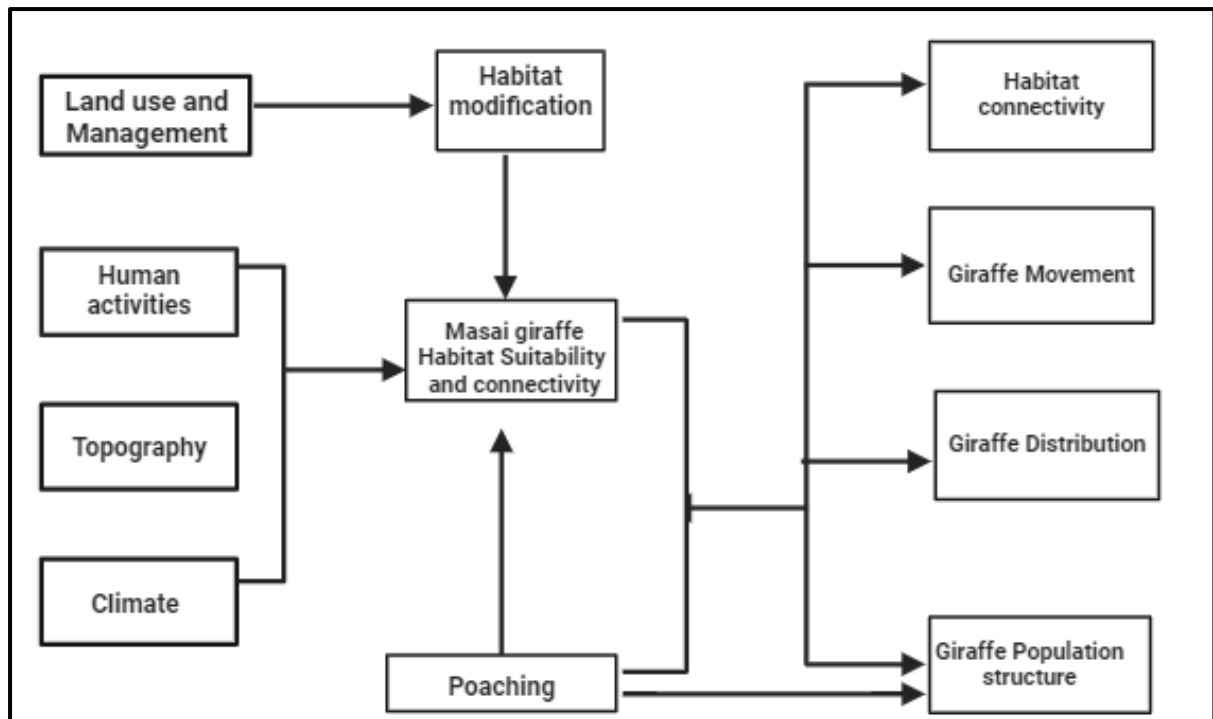 Land use and
Management
Habitat
modification
Habitat
connectivity
Human
activities
Giraffe Movement
Masai giraffe
Habitat Suitability
and connectivity
Topography
Giraffe Distribution
Climate
Poaching
Giraffe Population
structure